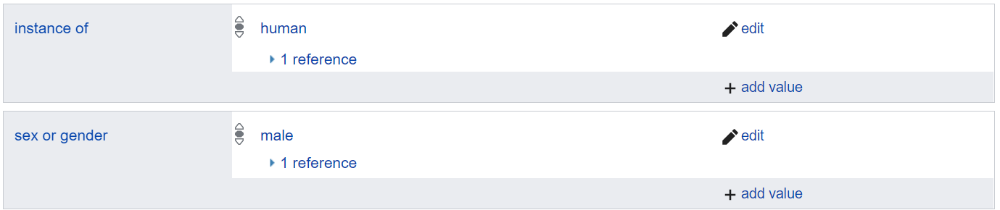 instance of
human
edit
1 reference
add value
sex or gender
male
edit
1 reference
add value